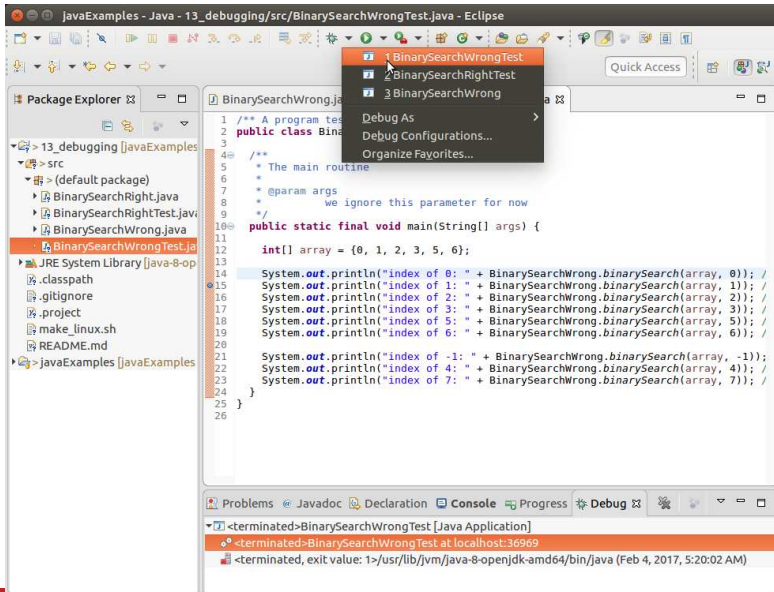 javaExamples - Java - 13_debugging/src/BinarySearchWrongTest.java - Eclipse
1 BinarySearchWrongTest
2 BinarySearchRightTest
3 BinarySearchWrong
Debug As
Debug Configurations...
Organize Favorites...
Quick Access
Package Explorer
> 13_debugging [javaExamples
> src
> (default package)
BinarySearchRight.java
BinarySearchRightTest.java
BinarySearchWrong.java
BinarySearchWrongTest.ja
JRE System Library [java-8-op
.classpath
.gitignore
.project
make_linux.sh
README.md
> javaExamples [javaExamples
BinarySearchWrong.ja
a
1 /** A program tes
2 public class Bina
3
4 /**
5 * The main routine
6 *
7 * @param args
8 * we ignore this parameter for now
9 */
10 public static final void main(String[] args) {
11
12 int[] array = {0, 1, 2, 3, 5, 6};
13
14 System.out.println("index of 0: " + BinarySearchWrong.binarySearch(array, 0)); /
15 System.out.println("index of 1: " + BinarySearchWrong.binarySearch(array, 1)); /
16 System.out.println("index of 2: " + BinarySearchWrong.binarySearch(array, 2)); /
17 System.out.println("index of 3: " + BinarySearchWrong.binarySearch(array, 3)); /
18 System.out.println("index of 5: " + BinarySearchWrong.binarySearch(array, 5)); /
19 System.out.println("index of 6: " + BinarySearchWrong.binarySearch(array, 6)); /
20
21 System.out.println("index of -1: " + BinarySearchWrong.binarySearch(array, -1));
22 System.out.println("index of 4: " + BinarySearchWrong.binarySearch(array, 4)); /
23 System.out.println("index of 7: " + BinarySearchWrong.binarySearch(array, 7)); /
24 }
25 }
26
Problems Javadoc Declaration Console Progress Debug
<terminated>BinarySearchWrongTest [Java Application]
<terminated>BinarySearchWrongTest at localhost:36969
<terminated, exit value: 1>/usr/lib/jvm/java-8-openjdk-amd64/bin/java (Feb 4, 2017, 5:20:02 AM)